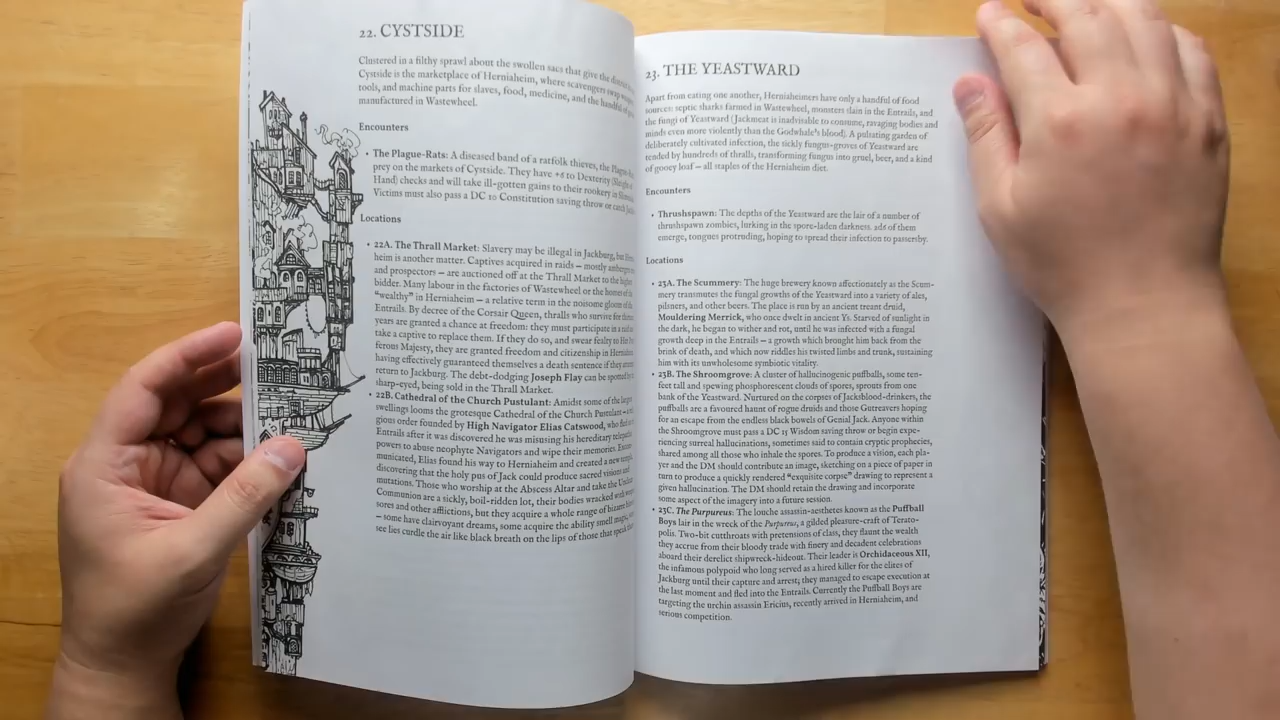 22. CYSTSIDE
Clustered in a filthy sprawl about the swollen sacs that give the
Cystside is the marketplace of Herniaheim, where scavengers swap
tools, and machine parts for slaves, food, medicine, and the handful of
manufactured in Wastewheel.
Encounters
• The Plague-Rats: A diseased band of ratfolk thieves, the
prey on the markets of Cystside. They have +6 to Dexterity (Sleight of
Hand) checks and will take ill-gotten gains to their rookery in
Victims must also pass a DC 10 Constitution saving throw or catch
Locations
• 22A. The Thrall Market: Slavery may be illegal in Jackburg, but
heim is another matter. Captives acquired in raids – mostly
and prospectors – are auctioned off at the Thrall Market to the
bidder. Many labour in the factories of Wastewheel or the homes of the
"wealthy" in Herniaheim – a relative term in the noisome gloom of the
Entrails. By decree of the Corsair Queen, thralls who survive for
years are granted a chance at freedom: they must participate in a
take a captive to replace them. If they do so, and swear fealty to Her
ferous Majesty, they are granted freedom and citizenship in
having effectively guaranteed themselves a death sentence if they
return to Jackburg. The debt-dodging Joseph Flay can be spotted by
sharp-eyed, being sold in the Thrall Market.
• 22B. Cathedral of the Church Pustulant: Amidst some of the larger
swellings looms the grotesque Cathedral of the Church Pustulant –
gious order founded by High Navigator Elias Catswood, who fled
Entrails after it was discovered he was misusing his hereditary
powers to abuse neophyte Navigators and wipe their memories.
municated, Elias found his way to Herniaheim and created a new
discovering that the holy pus of Jack could produce sacred visions
mutations. Those who worship at the Abscess Altar and take the
Communion are a sickly, boil-ridden lot, their bodies wracked with
sores and other afflictions, but they acquire a whole range of bizarre
– some have clairvoyant dreams, some acquire the ability smell magic,
see lies curdle the air like black breath on the lips of those that speak
23. THE YEASTWARD
Apart from eating one another, Herniaheimers have only a handful of food
sources: septic sharks farmed in Wastewheel, monsters slain in the Entrails, and
the fungi of Yeastward (Jackmeat is inadvisable to consume, ravaging bodies and
minds even more violently than the Godwhale's blood). A pulsating garden of
deliberately cultivated infection, the sickly fungus-groves of Yeastward are
tended by hundreds of thralls, transforming fungus into gruel, beer, and a kind
of gooey loaf – all staples of the Herniaheim diet.
Encounters
• Thrushspawn: The depths of the Yeastward are the lair of a number of
thrushspawn zombies, lurking in the spore-laden darkness. 2d8 of them
emerge, tongues protruding, hoping to spread their infection to passersby.
Locations
• 23A. The Scummery: The huge brewery known affectionately as the Scum-
mery transmutes the fungal growths of the Yeastward into a variety of ales,
pilsners, and other beers. The place is run by an ancient treant druid,
Mouldering Merrick, who once dwelt in ancient Ys. Starved of sunlight in
the dark, he began to wither and rot, until he was infected with a fungal
growth deep in the Entrails – a growth which brought him back from the
brink of death, and which now riddles his twisted limbs and trunk, sustaining
him with its unwholesome symbiotic vitality.
• 23B. The Shroomgrove: A cluster of hallucinogenic puffballs, some ten-
feet tall and spewing phosphorescent clouds of spores, sprouts from one
bank of the Yeastward. Nurtured on the corpses of Jacksblood-drinkers, the
puffballs are a favoured haunt of rogue druids and those Gutreavers hoping
for an escape from the endless black bowels of Genial Jack. Anyone within
the Shroomgrove must pass a DC 15 Wisdom saving throw or begin expe-
riencing surreal hallucinations, sometimes said to contain cryptic prophecies,
shared among all those who inhale the spores. To produce a vision, each pla-
yer and the DM should contribute an image, sketching on a piece of paper in
turn to produce a quickly rendered "exquisite corpse" drawing to represent a
given hallucination. The DM should retain the drawing and incorporate
some aspect of the imagery into a future session.
• 23C. The Purpureus: The louche assassin-aesthetes known as the Puffball
Boys lair in the wreck of the Purpureus, a gilded pleasure-craft of Terato-
polis. Two-bit cutthroats with pretensions of class, they flaunt the wealth
they accrue from their bloody trade with finery and decadent celebrations
aboard their derelict shipwreck-hideout. Their leader is Orchidaceous XII,
the infamous polypoid who long served as a hired killer for the elites of
Jackburg until their capture and arrest; they managed to escape execution at
the last moment and fled into the Entrails. Currently the Puffball Boys are
targeting the urchin assassin Ericius, recently arrived in Herniaheim, and
serious competition.